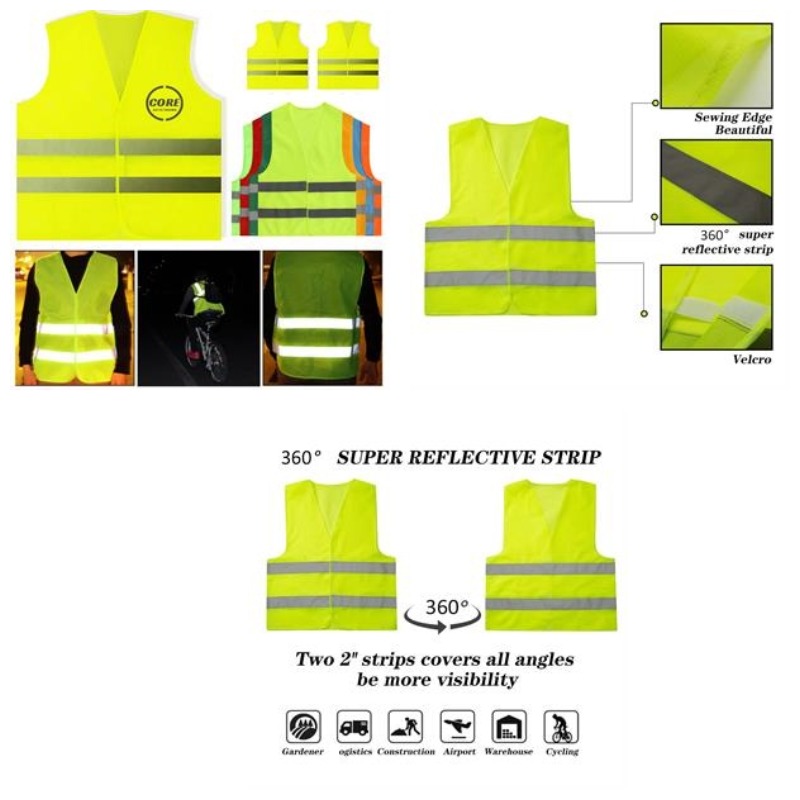 CORE
Sewing Edge
Beautiful
360° super
reflective strip
Velcro
360° SUPER REFLECTIVE STRIP
360°
Two 2" strips covers all angles
be more visibility
Gardener ogistics Construction Airport Warehouse Cycling